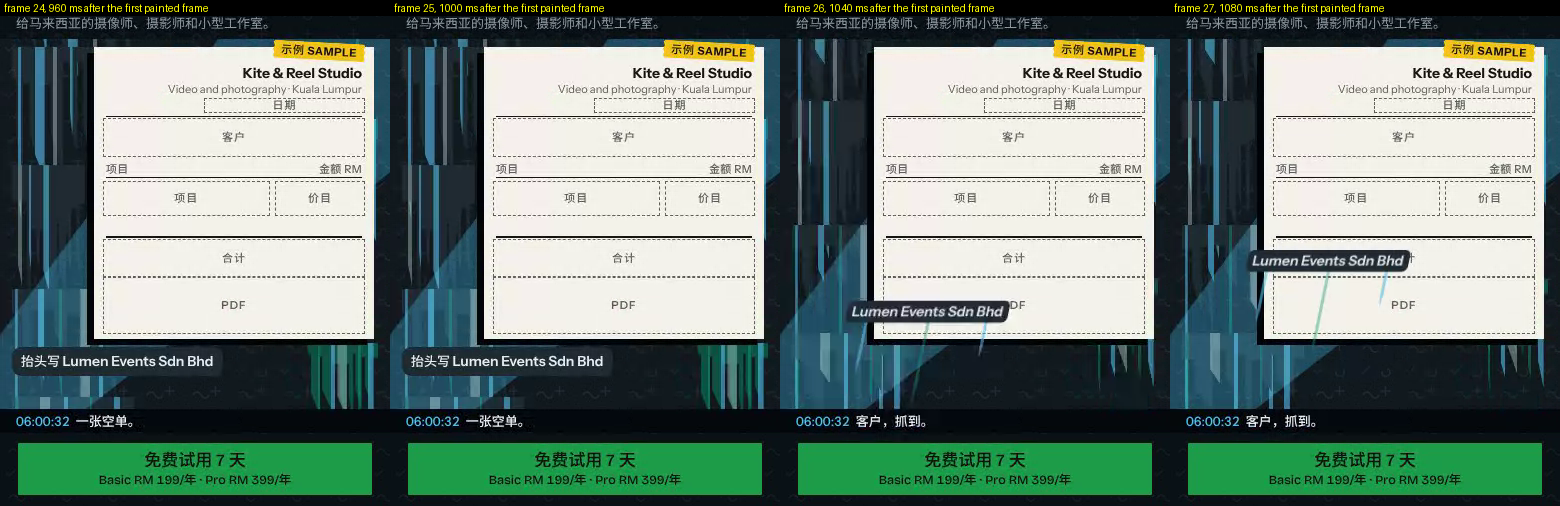 frame 24, 960 ms after the first painted frame
给马来西亚的摄像师、摄影师和小型工作室。
示例 SAMPLE
Kite & Reel Studio
Video and photography · Kuala Lumpur
日期
客户
项目 金额 RM
项目 价目
合计
PDF
抬头写 Lumen Events Sdn Bhd
06:00:32 一张空单。
免费试用 7 天
Basic RM 199/年 · Pro RM 399/年
frame 25, 1000 ms after the first painted frame
给马来西亚的摄像师、摄影师和小型工作室。
示例 SAMPLE
Kite & Reel Studio
Video and photography · Kuala Lumpur
日期
客户
项目 金额 RM
项目 价目
合计
PDF
抬头写 Lumen Events Sdn Bhd
06:00:32 一张空单。
免费试用 7 天
Basic RM 199/年 · Pro RM 399/年
frame 26, 1040 ms after the first painted frame
给马来西亚的摄像师、摄影师和小型工作室。
示例 SAMPLE
Kite & Reel Studio
Video and photography · Kuala Lumpur
日期
客户
项目 金额 RM
项目 价目
合计
Lumen Events Sdn Bhd
DF
06:00:32 客户，抓到。
免费试用 7 天
Basic RM 199/年 · Pro RM 399/年
frame 27, 1080 ms after the first painted frame
给马来西亚的摄像师、摄影师和小型工作室。
示例 SAMPLE
Kite & Reel Studio
Video and photography · Kuala Lumpur
日期
客户
项目 金额 RM
项目 价目
Lumen Events Sdn Bhd
PDF
06:00:32 客户，抓到。
免费试用 7 天
Basic RM 199/年 · Pro RM 399/年